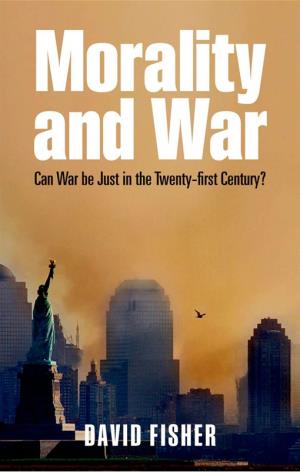 Morality
and War
Can War be Just in the Twenty-first Century?
DAVID FISHER